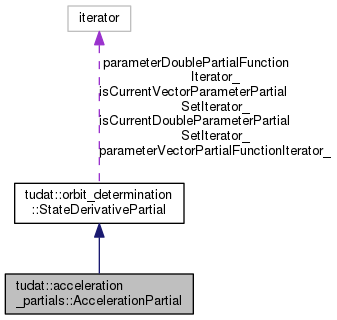 iterator
parameterDoublePartialFunction
Iterator_
isCurrentVectorParameterPartial
SetIterator_
isCurrentDoubleParameterPartial
SetIterator_
parameterVectorPartialFunctionIterator_
tudat::orbit_determination
::StateDerivativePartial
tudat::acceleration
_partials::AccelerationPartial